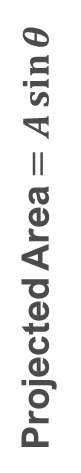 Projected Area = A sin θ